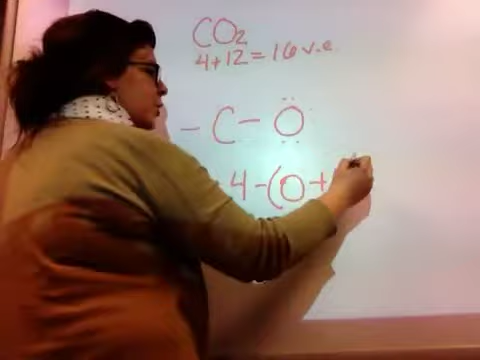 CO₂
4+12=16 v.e.
– C – O
4 – (0 +